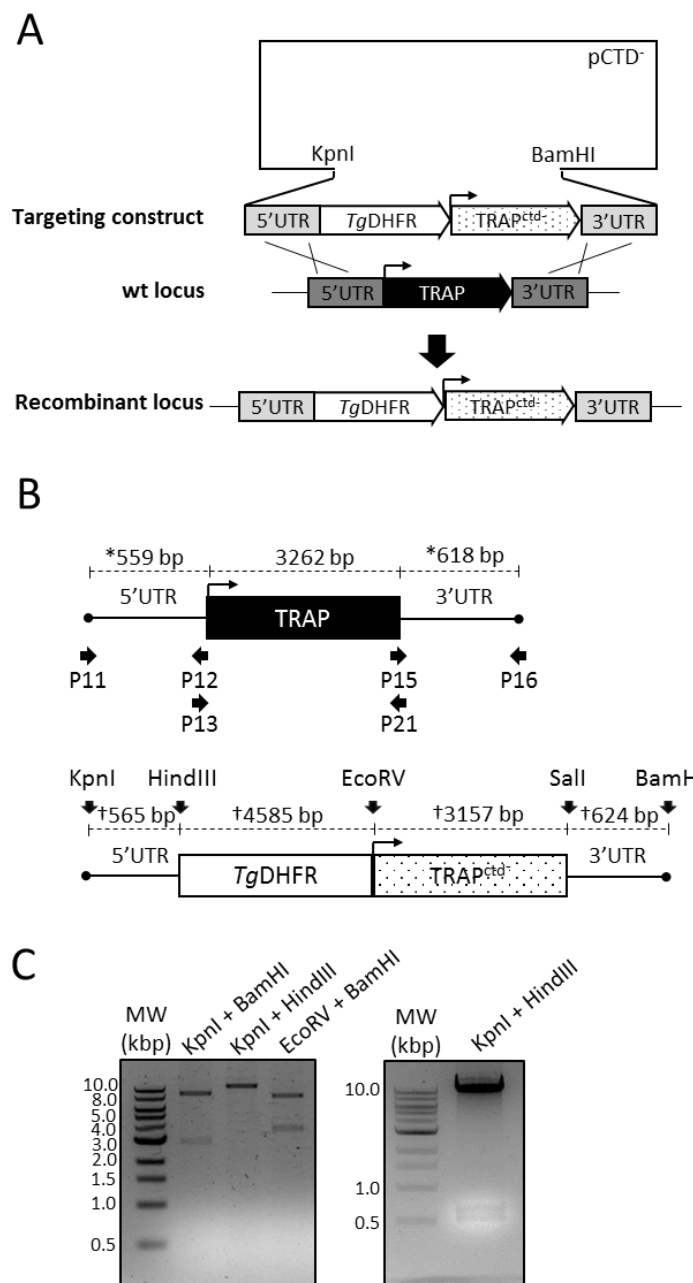 A
pCTD-
KpnI BamHI
Targeting construct 5'UTR TgDHFR TRAPctd- 3'UTR
wt locus 5'UTR TRAP 3'UTR
Recombinant locus 5'UTR TgDHFR TRAPctd- 3'UTR
B
*559 bp 3262 bp *618 bp
5'UTR TRAP 3'UTR
P11 P12 P15 P16
P13 P21
KpnI HindIII EcoRV SalI BamH
†565 bp †4585 bp †3157 bp †624 bp
5'UTR TgDHFR TRAPctd- 3'UTR
C
MW (kbp)
KpnI + BamHI
KpnI + HindIII
EcoRV + BamHI
10.0
8.0
5.0
4.0
3.0
2.0
1.5
1.0
0.5
MW (kbp)
KpnI + HindIII
10.0
1.0
0.5